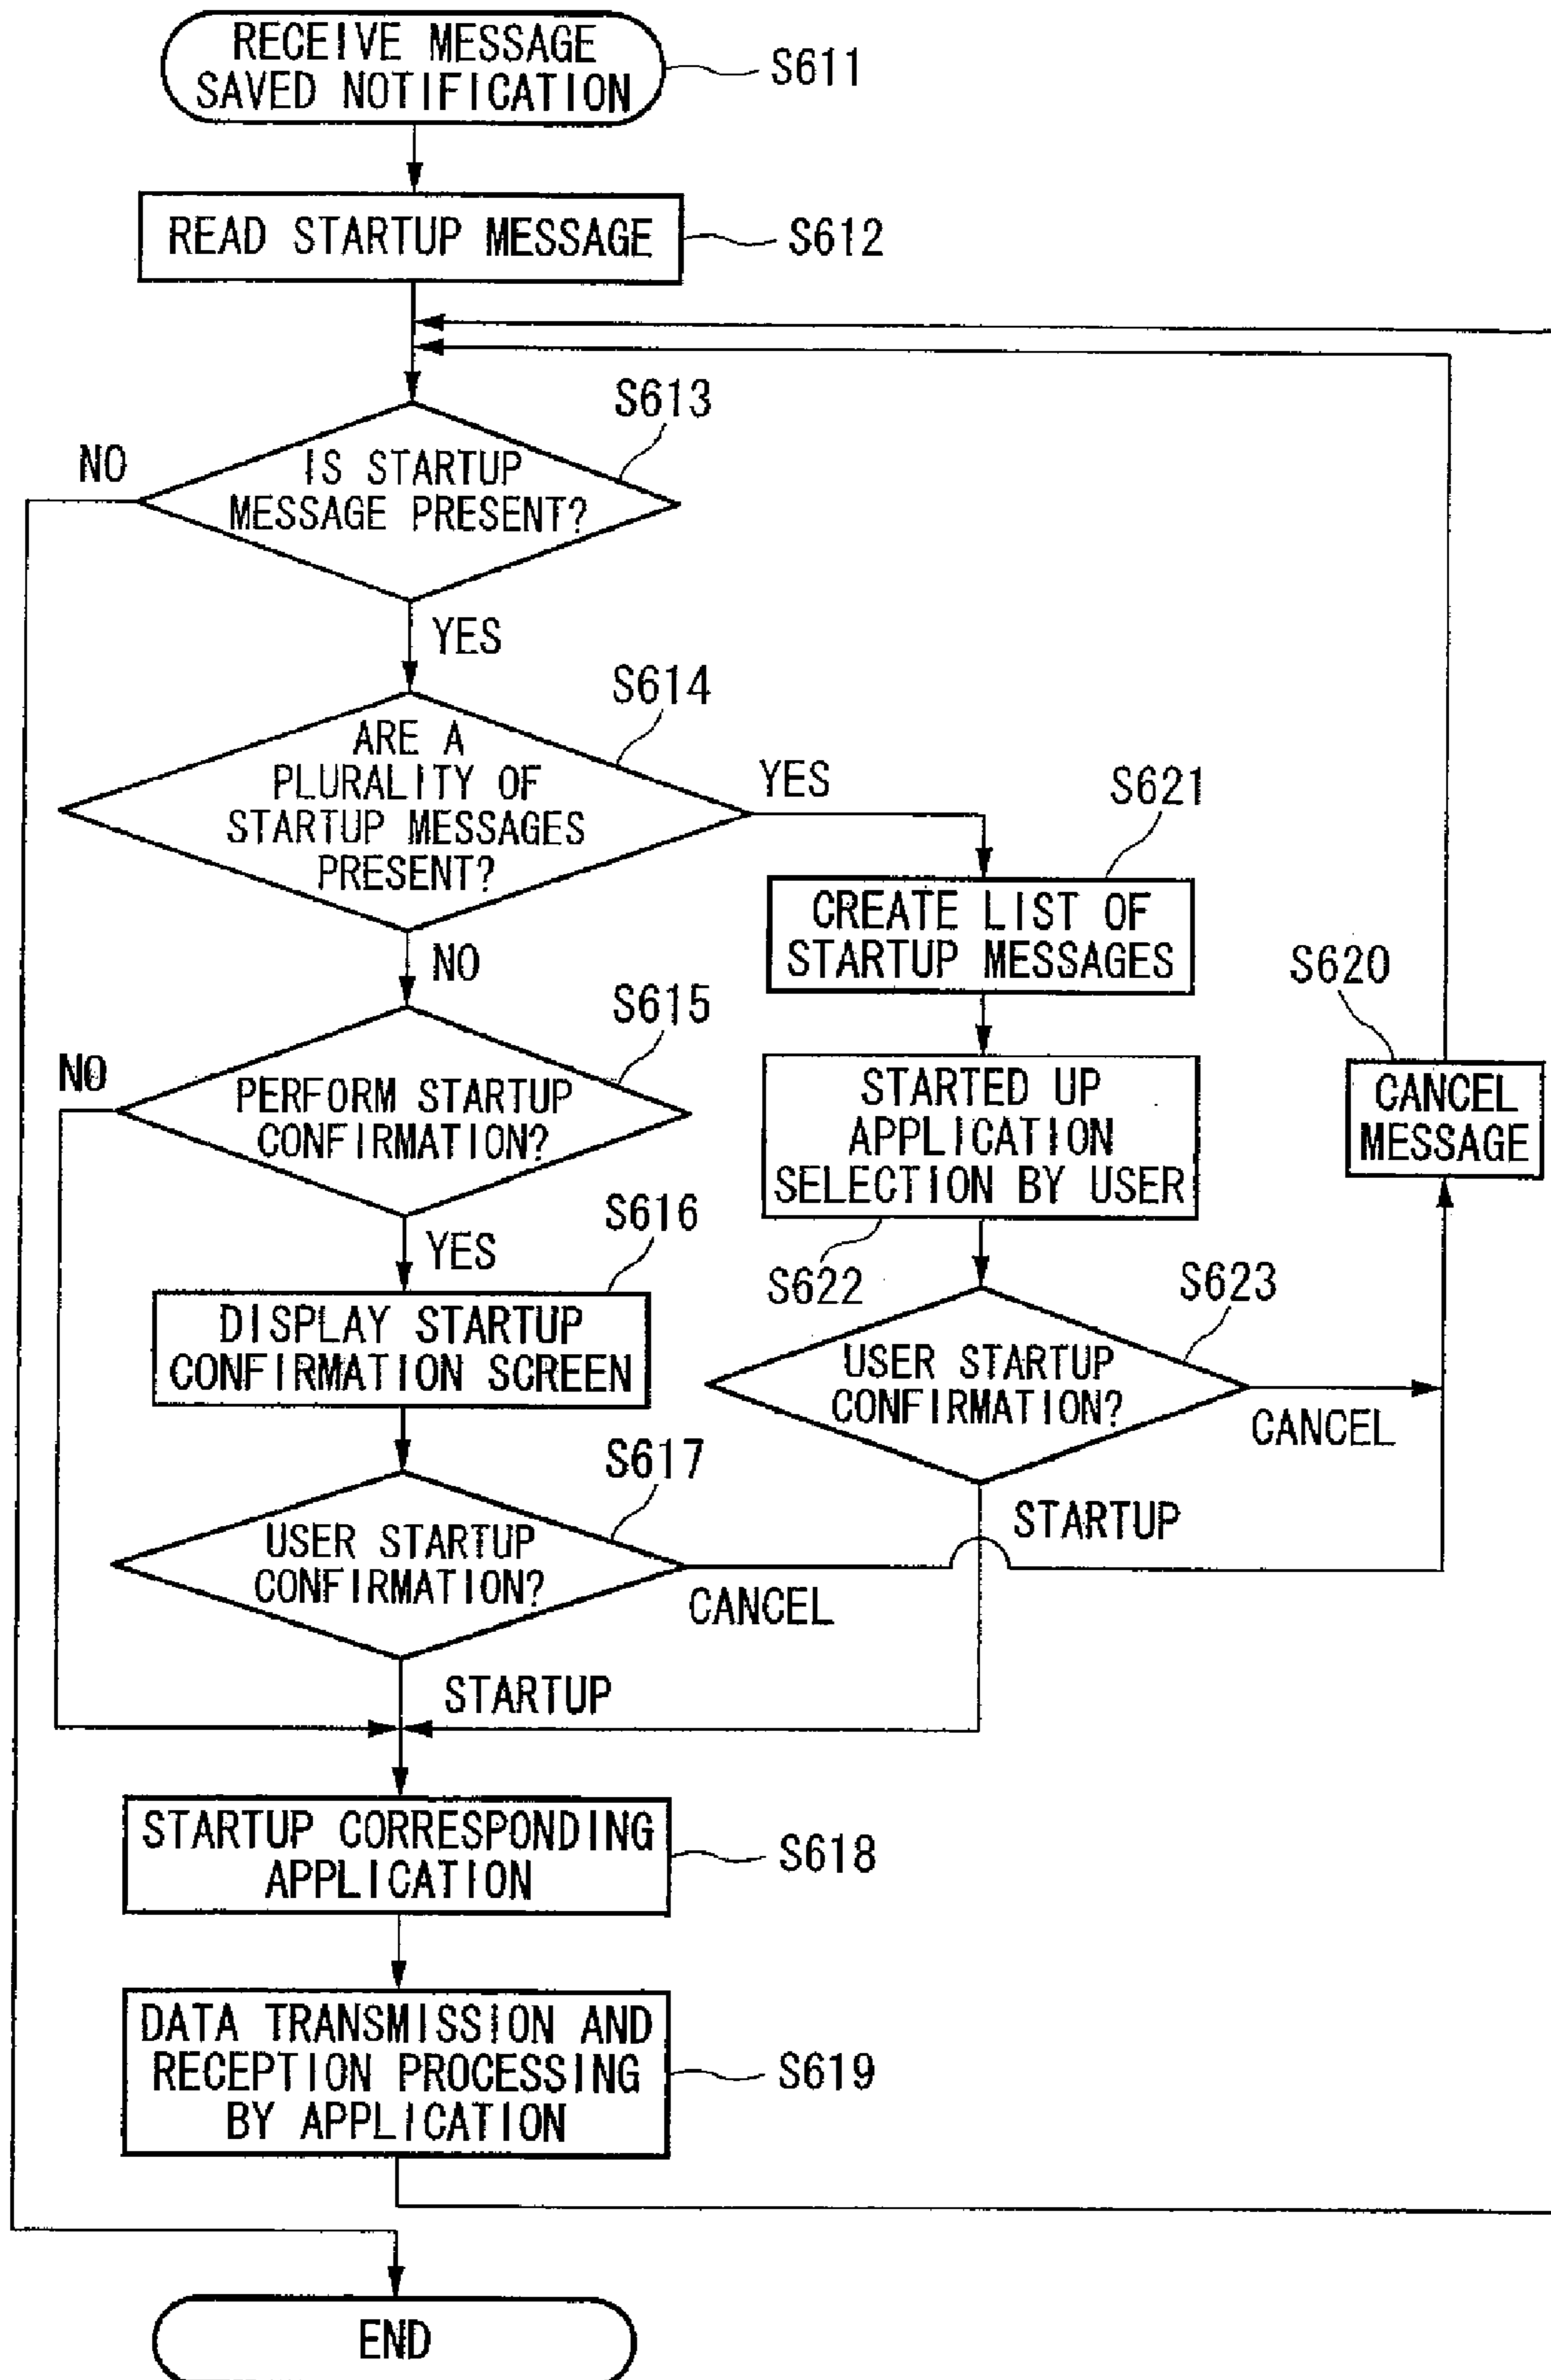 RECEIVE MESSAGE
SAVED NOTIFICATION
S611
READ STARTUP MESSAGE
S612
S613
NO
IS STARTUP
MESSAGE PRESENT?
YES
S614
ARE A
PLURALITY OF
STARTUP MESSAGES
PRESENT?
YES
S621
CREATE LIST OF
STARTUP MESSAGES
NO
S620
S615
NO
PERFORM STARTUP
CONFIRMATION?
STARTED UP
APPLICATION
SELECTION BY USER
CANCEL
MESSAGE
S616
YES
S622
S623
DISPLAY STARTUP
CONFIRMATION SCREEN
USER STARTUP
CONFIRMATION?
CANCEL
S617
STARTUP
USER STARTUP
CONFIRMATION?
CANCEL
STARTUP
STARTUP CORRESPONDING
APPLICATION
S618
DATA TRANSMISSION AND
RECEPTION PROCESSING
BY APPLICATION
S619
END